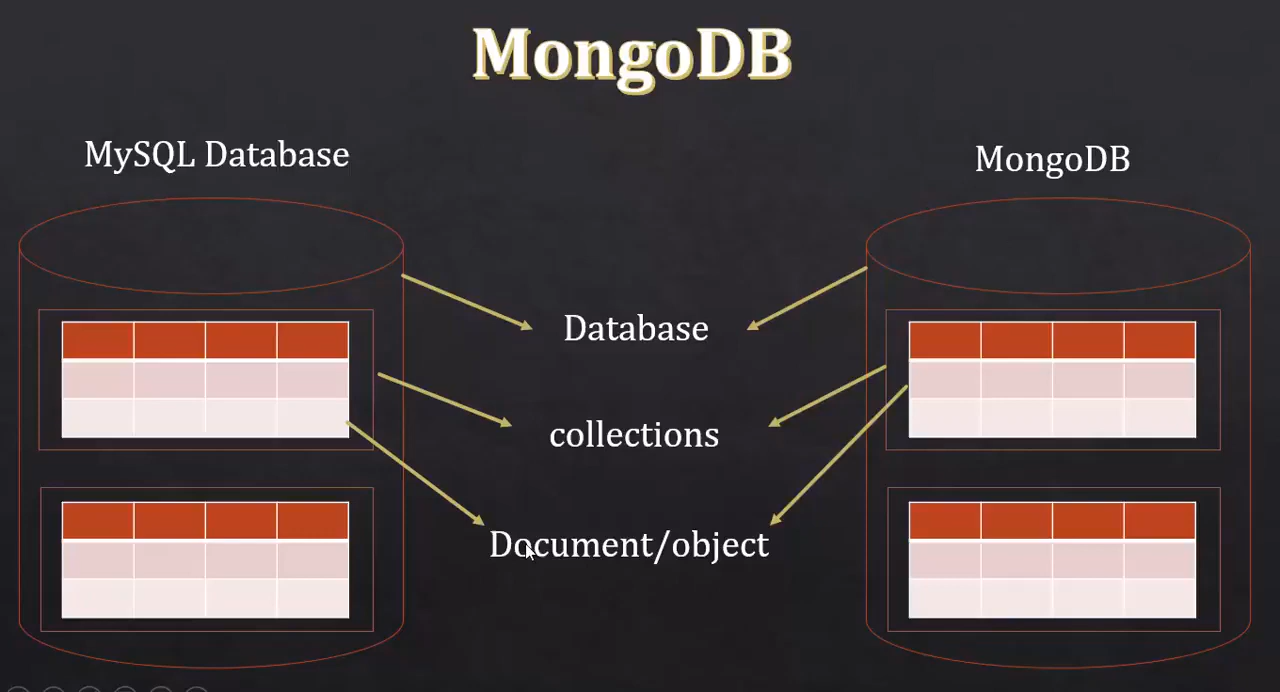 MongoDB
MySQL Database
MongoDB
Database
collections
Document/object